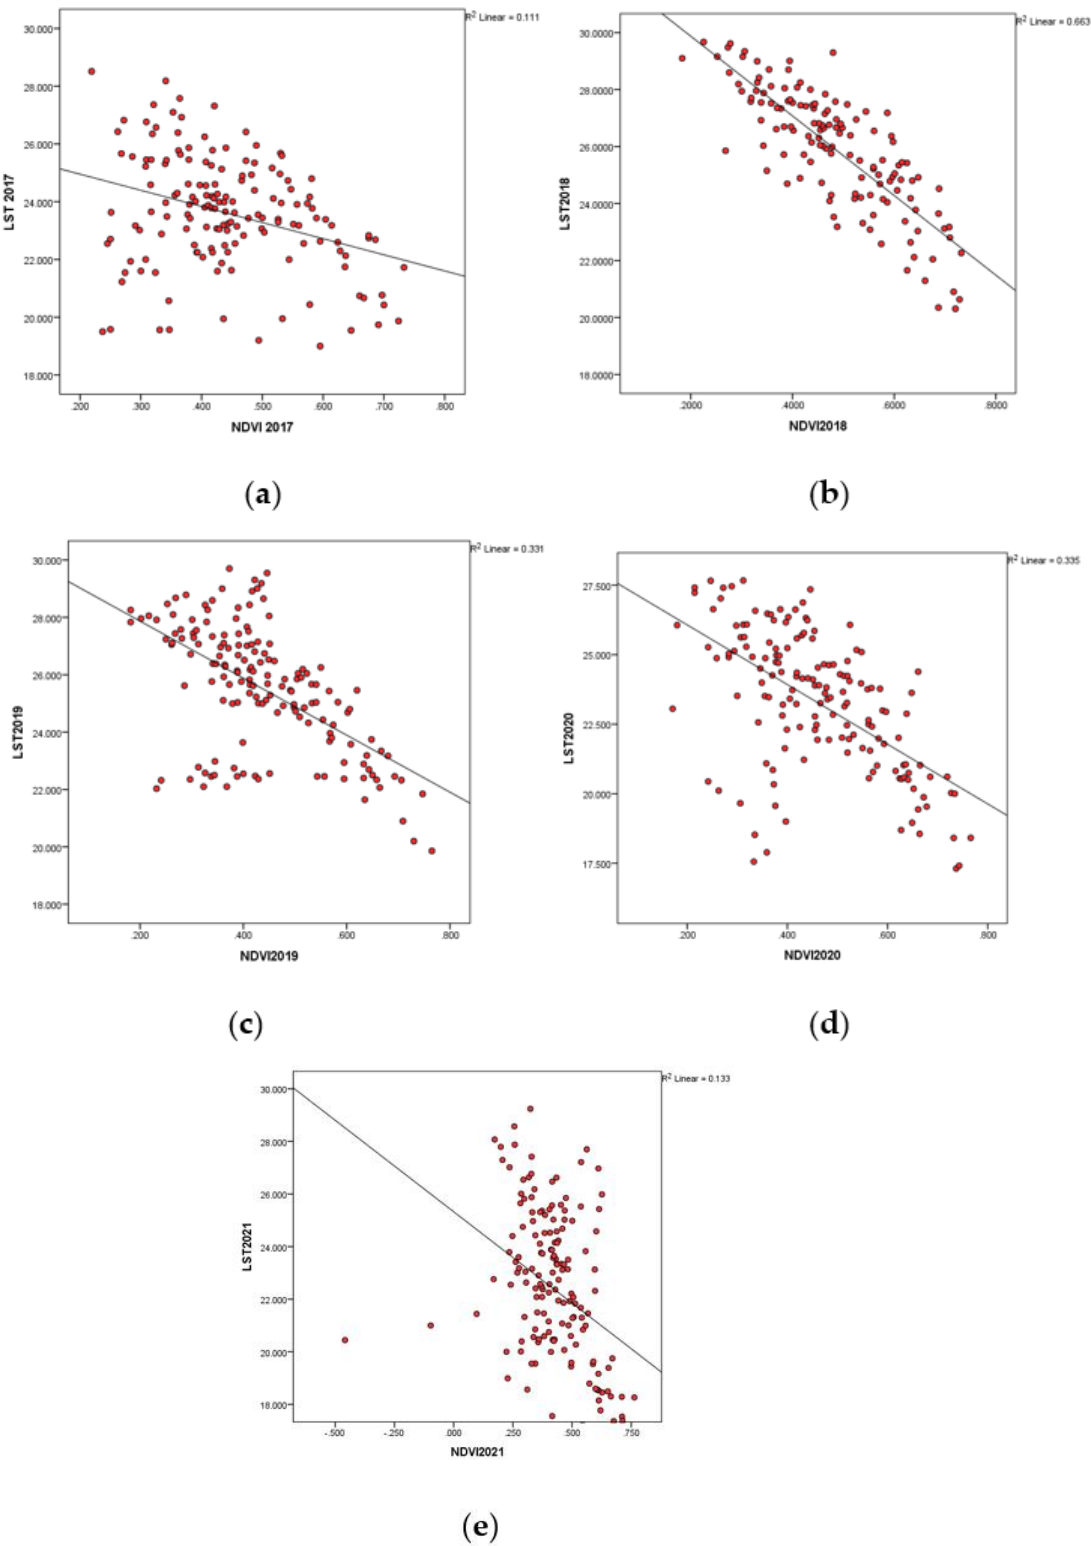 R2 Linear = 0.111
30.000
28.000
26.000
24.000
22.000
20.000
18.000
LST 2017
.200 .300 .400 .500 .600 .700 .800
NDVI 2017
(a)
R2 Linear = 0.663
30.0000
28.0000
26.0000
24.0000
22.0000
20.0000
18.0000
LST2018
.2000 .4000 .6000 .8000
NDVI2018
(b)
R2 Linear = 0.331
30.000
28.000
26.000
24.000
22.000
20.000
18.000
LST2019
.200 .400 .600 .800
NDVI2019
(c)
R2 Linear = 0.335
27.500
25.000
22.500
20.000
17.500
LST2020
.200 .400 .600 .800
NDVI2020
(d)
R2 Linear = 0.133
30.000
28.000
26.000
24.000
22.000
20.000
18.000
LST2021
-.500 -.250 .000 .250 .500 .750
NDVI2021
(e)